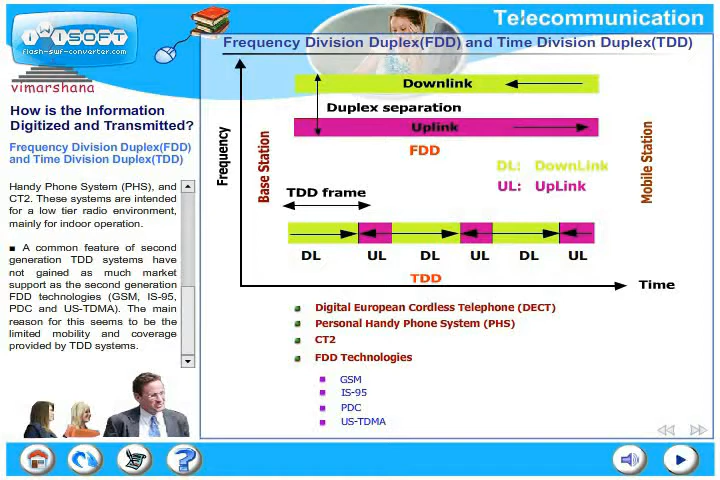 Telecommunication
iWiSOFT
flash-swf-converter.com
vimarshana
Frequency Division Duplex(FDD) and Time Division Duplex(TDD)
How is the Information
Digitized and Transmitted?
Frequency Division Duplex(FDD)
and Time Division Duplex(TDD)
Handy Phone System (PHS), and
CT2. These systems are intended
for a low tier radio environment,
mainly for indoor operation.
A common feature of second
generation TDD systems have
not gained as much market
support as the second generation
FDD technologies (GSM, IS-95,
PDC and US-TDMA). The main
reason for this seems to be the
limited mobility and coverage
provided by TDD systems.
Frequency
Base Station
Downlink
Duplex separation
Uplink
FDD
DL: DownLink
UL: UpLink
Mobile Station
TDD frame
DL UL DL UL DL UL
TDD
Time
Digital European Cordless Telephone (DECT)
Personal Handy Phone System (PHS)
CT2
FDD Technologies
GSM
IS-95
PDC
US-TDMA